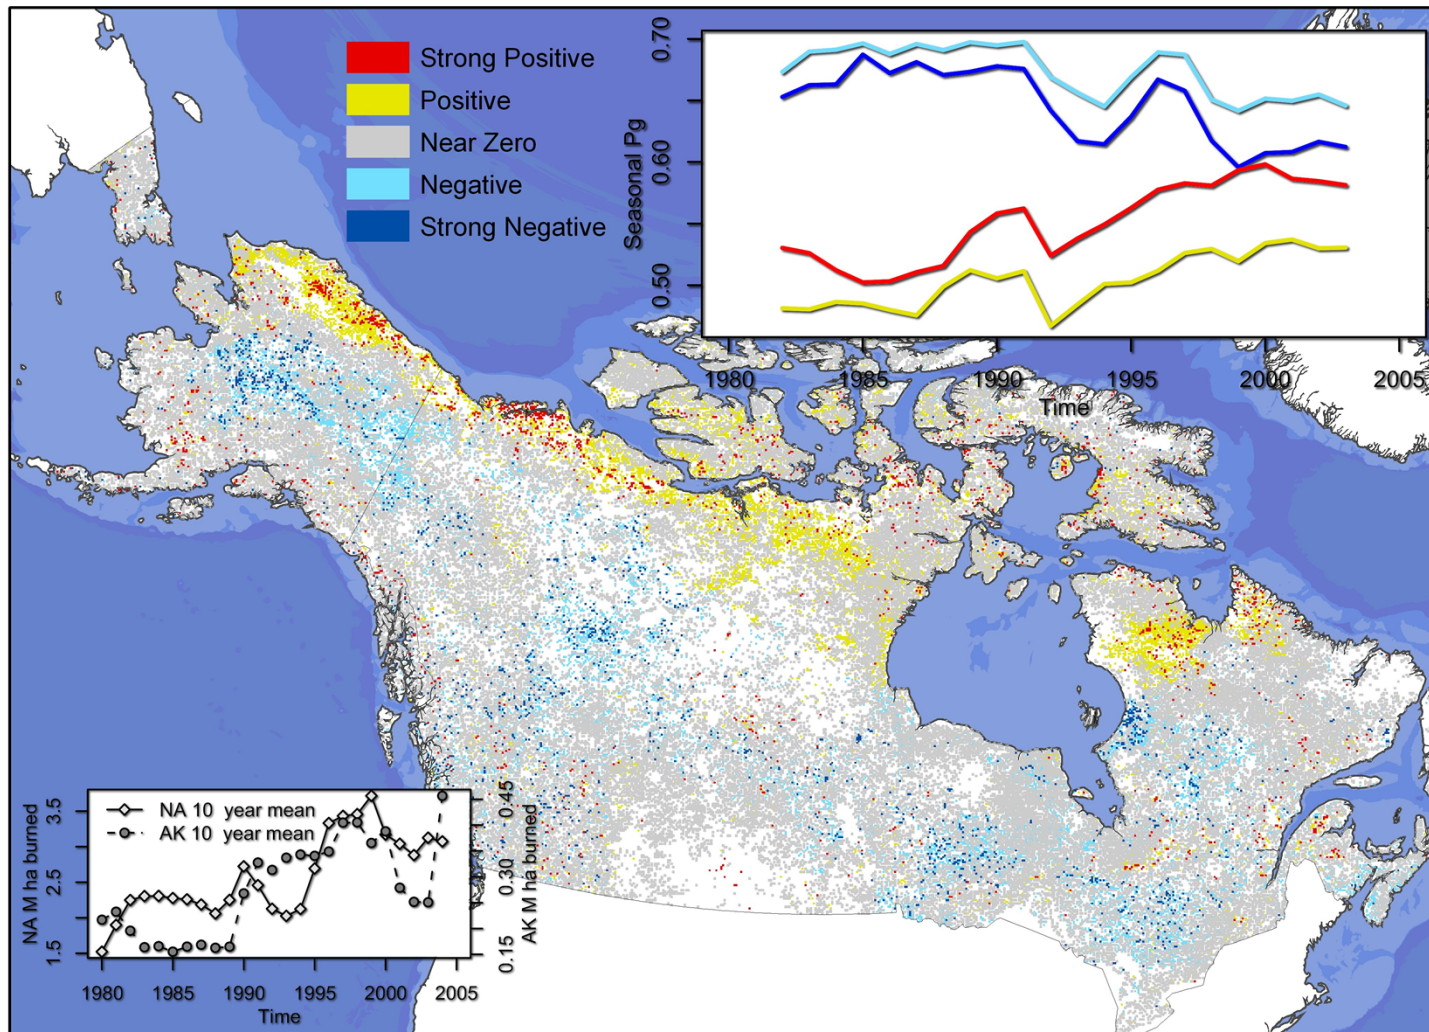 Strong Positive
Positive
Near Zero
Negative
Strong Negative
Seasonal Pg
0.70
0.60
0.50
1980 1985 1990 1995 2000 2005
Time
NA 10 year mean
AK 10 year mean
NA M ha burned
3.5
2.5
1.5
0.45
0.30
0.15
AK M ha burned
1980 1985 1990 1995 2000 2005
Time